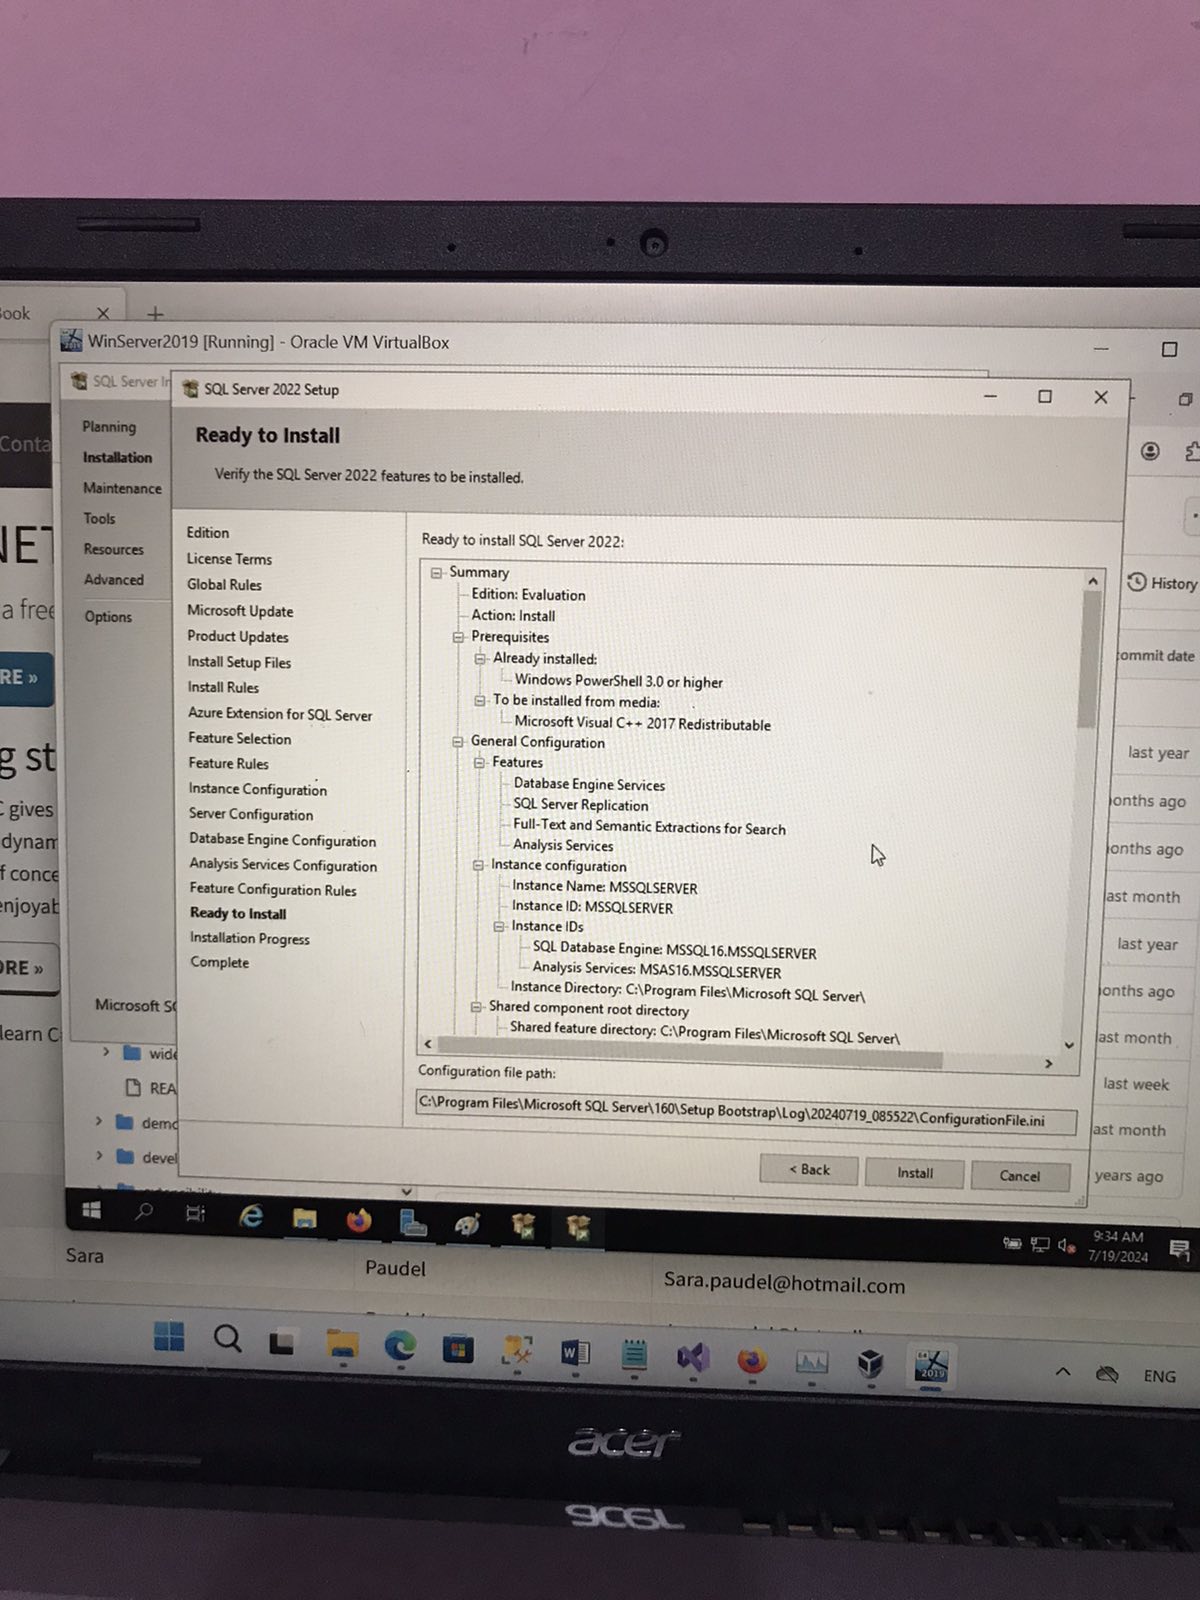 ook
WinServer2019 [Running] - Oracle VM VirtualBox
SQL Server In
SQL Server 2022 Setup
Ready to Install
Verify the SQL Server 2022 features to be installed.
Planning
Installation
Maintenance
Tools
Resources
Advanced
Options
Microsoft S
Conta
NET
a free
RE »
g st
C gives
dynam
f conce
enjoyab
ORE »
learn C
Edition
License Terms
Global Rules
Microsoft Update
Product Updates
Install Setup Files
Install Rules
Azure Extension for SQL Server
Feature Selection
Feature Rules
Instance Configuration
Server Configuration
Database Engine Configuration
Analysis Services Configuration
Feature Configuration Rules
Ready to Install
Installation Progress
Complete
Ready to install SQL Server 2022:
Summary
Edition: Evaluation
Action: Install
Prerequisites
Already installed:
Windows PowerShell 3.0 or higher
To be installed from media:
Microsoft Visual C++ 2017 Redistributable
General Configuration
Features
Database Engine Services
SQL Server Replication
Full-Text and Semantic Extractions for Search
Analysis Services
Instance configuration
Instance Name: MSSQLSERVER
Instance ID: MSSQLSERVER
Instance IDs
SQL Database Engine: MSSQL16.MSSQLSERVER
Analysis Services: MSAS16.MSSQLSERVER
Instance Directory: C:\Program Files\Microsoft SQL Server\
Shared component root directory
Shared feature directory: C:\Program Files\Microsoft SQL Server\
Configuration file path:
C:\Program Files\Microsoft SQL Server\160\Setup Bootstrap\Log\20240719_085522\ConfigurationFile.ini
< Back
Install
Cancel
History
ommit date
last year
onths ago
onths ago
ast month
last year
onths ago
last month
last week
ast month
years ago
wide
REA
demo
devel
9:34 AM
7/19/2024
Sara
Paudel
Sara.paudel@hotmail.com
2019
ENG
acer